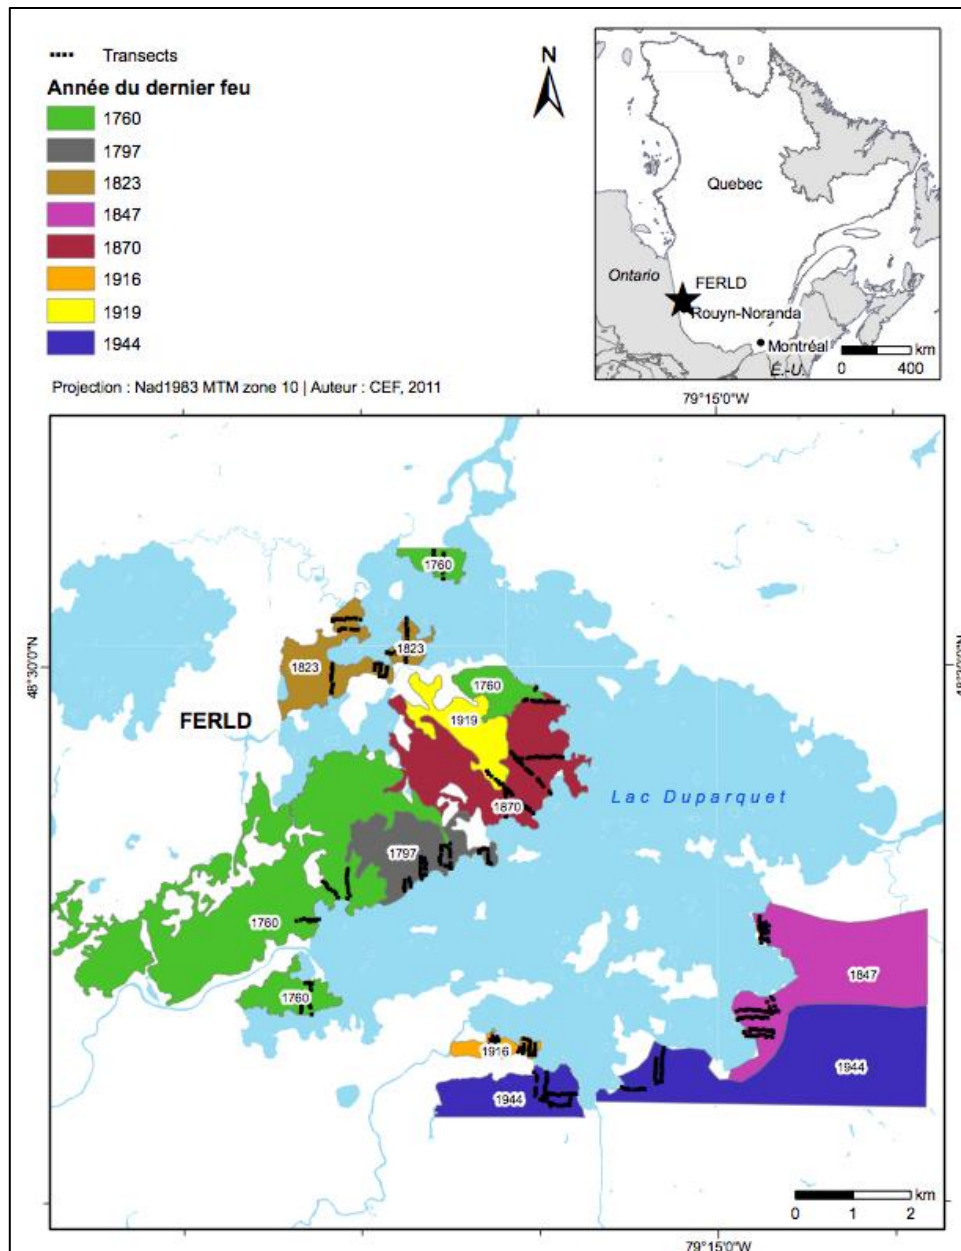 Transects
Année du dernier feu
1760
1797
1823
1847
1870
1916
1919
1944
Projection : Nad1983 MTM zone 10 | Auteur : CEF, 2011
N
Quebec
Ontario
FERLD
Rouyn-Noranda
Montréal
É.-U.
km
0 400
79°15'0"W
1760
1823
1823
48°30'0"N
48°30'0"N
1760
FERLD
1919
Lac Duparquet
1870
1797
1760
1847
1760
1916
1944
1944
km
0 1 2
79°15'0"W